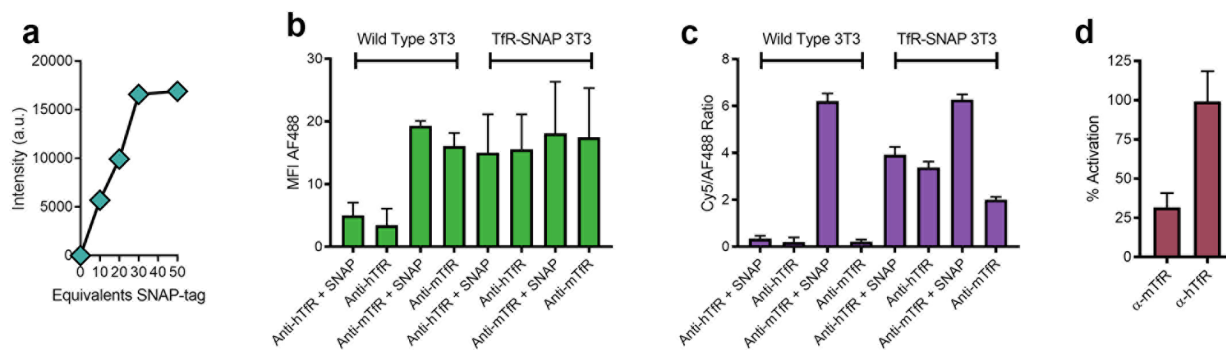 a
20000
15000
10000
5000
0
Intensity (a.u.)
0 10 20 30 40 50
Equivalents SNAP-tag
b
Wild Type 3T3 TfR-SNAP 3T3
30
20
10
0
MFI AF488
Anti-hTfR + SNAP
Anti-hTfR
Anti-mTfR + SNAP
Anti-mTfR
Anti-hTfR + SNAP
Anti-hTfR
Anti-mTfR + SNAP
Anti-mTfR
c
Wild Type 3T3 TfR-SNAP 3T3
8
6
4
2
0
Cy5/AF488 Ratio
Anti-hTfR + SNAP
Anti-hTfR
Anti-mTfR + SNAP
Anti-mTfR
Anti-hTfR + SNAP
Anti-hTfR
Anti-mTfR + SNAP
Anti-mTfR
d
125
100
75
50
25
0
% Activation
α-mTfR
α-hTfR